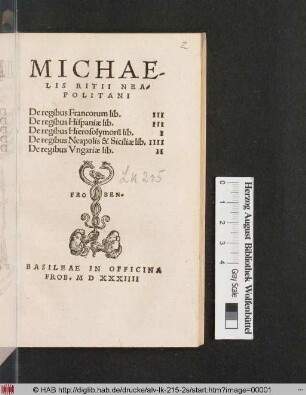 2
MICHAE-
LIS RITII NEA-
POLITANI
De regibus Francorum lib. III
De regibus Hispaniæ lib. III
De regibus Hierosolymorũ lib. I
De regibus Neapolis & Siciliæ lib. IIII
De regibus Vngariæ lib. II
Lk 215
FRO BEN.
BASILEAE IN OFFICINA
FROB. M D XXXIIII
Herzog August Bibliothek Wolfenbüttel
Gray Scale
© HAB http://diglib.hab.de/drucke/alv-lk-215-2s/start.htm?image=00001